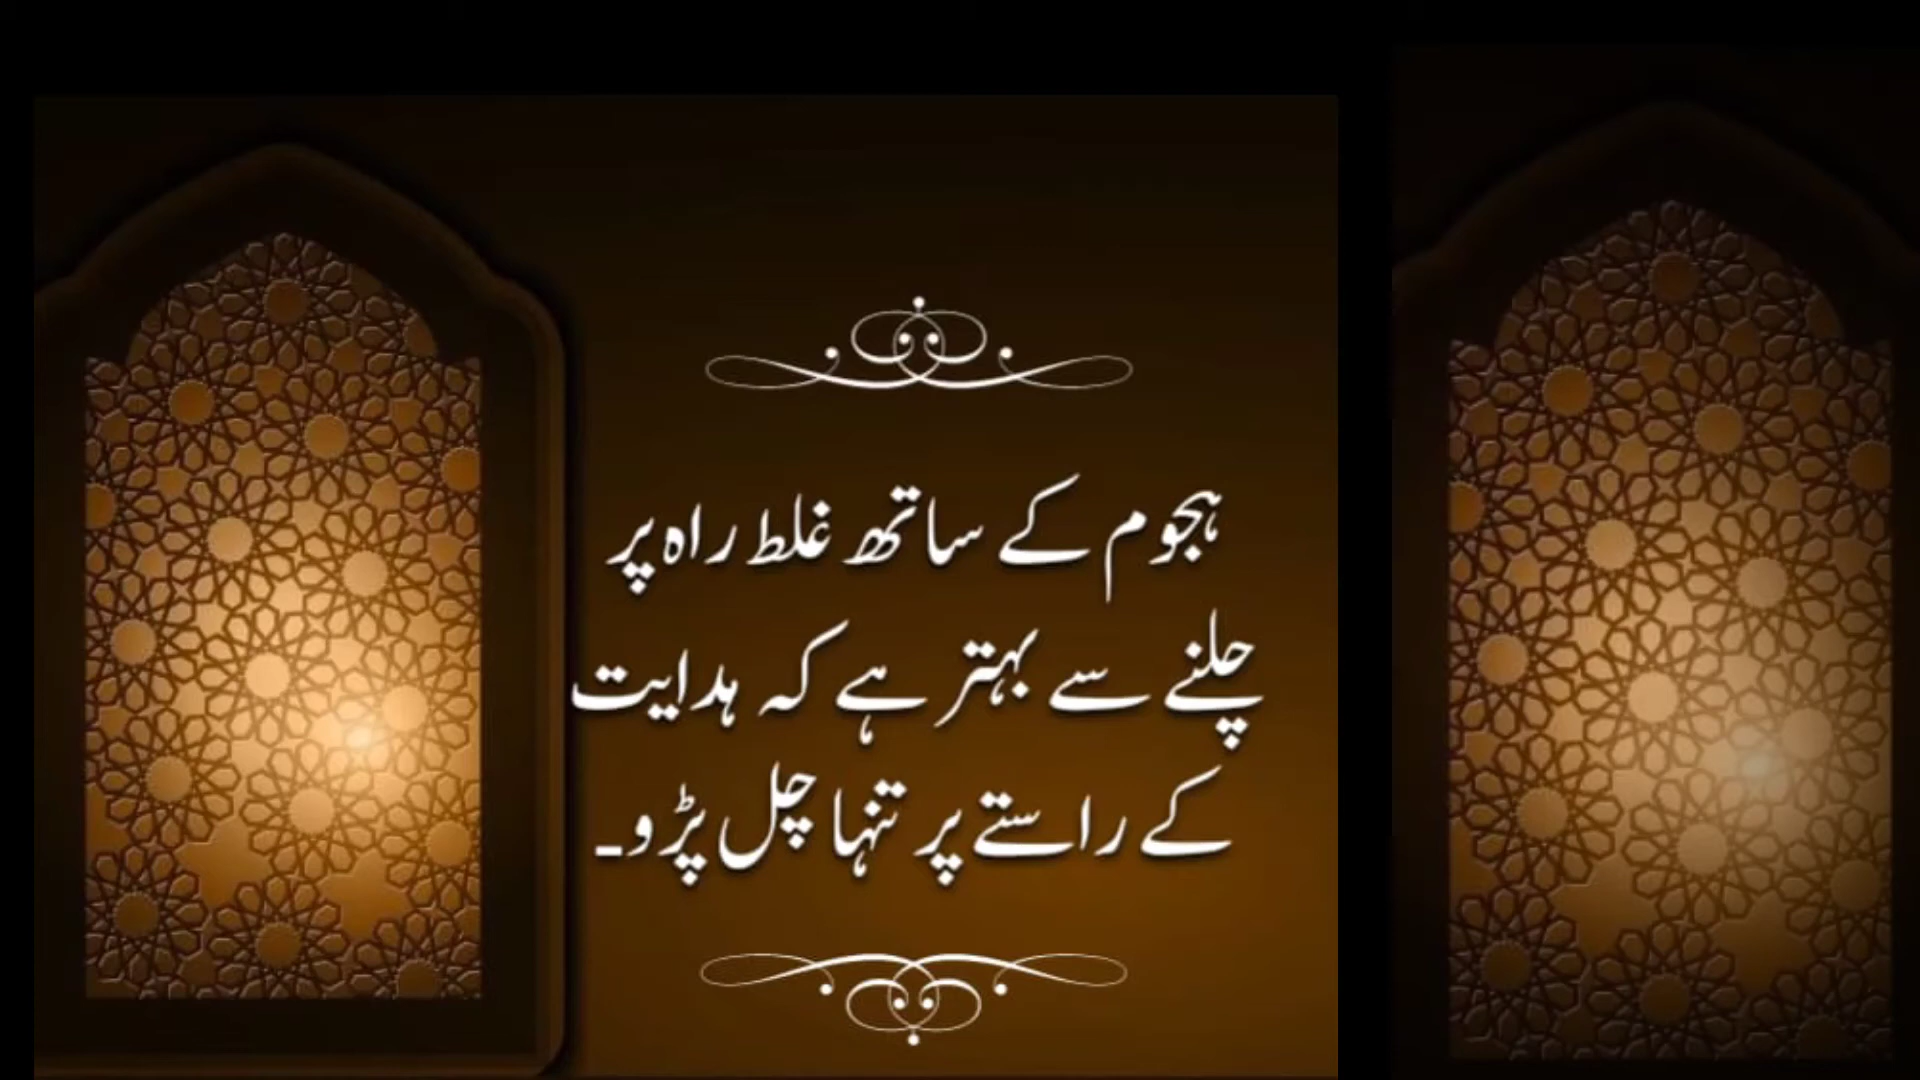 ہجوم کے ساتھ غلط راہ پر
چلنے سے بہتر ہے کہ ہدایت
کے راستے پر تنہا چل پڑو۔